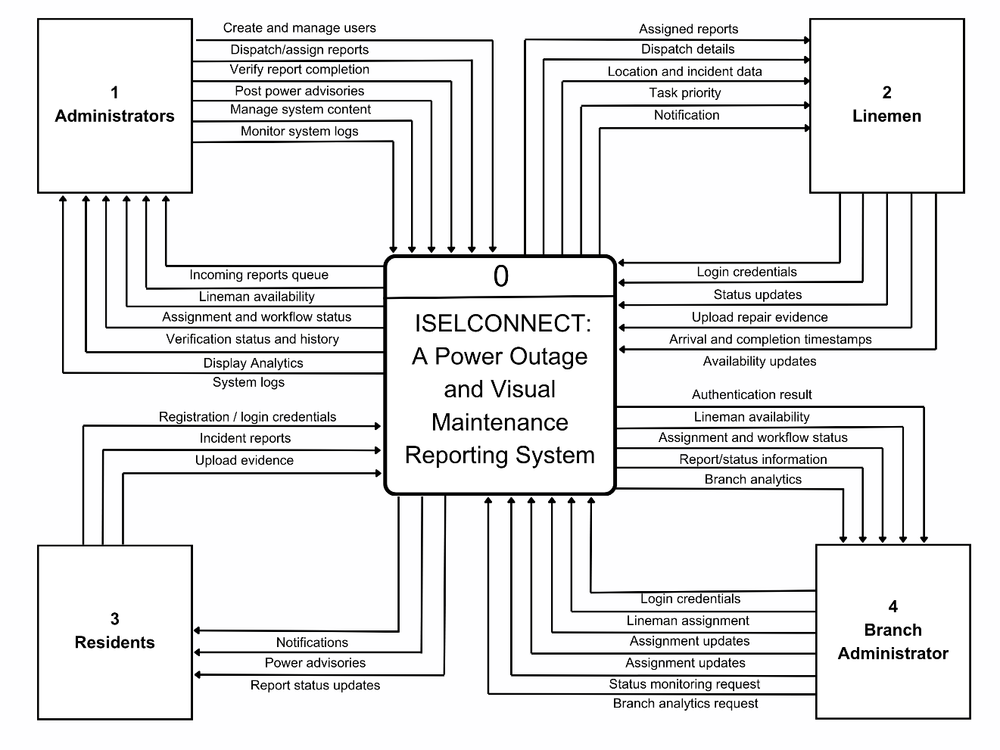 1
Administrators
Create and manage users
Dispatch/assign reports
Verify report completion
Post power advisories
Manage system content
Monitor system logs
Assigned reports
Dispatch details
Location and incident data
Task priority
Notification
2
Linemen
Incoming reports queue
Lineman availability
Assignment and workflow status
Verification status and history
Display Analytics
System logs
0
ISELCONNECT:
A Power Outage
and Visual
Maintenance
Reporting System
Login credentials
Status updates
Upload repair evidence
Arrival and completion timestamps
Availability updates
Registration / login credentials
Incident reports
Upload evidence
Authentication result
Lineman availability
Assignment and workflow status
Report/status information
Branch analytics
3
Residents
Notifications
Power advisories
Report status updates
Login credentials
Lineman assignment
Assignment updates
Assignment updates
Status monitoring request
Branch analytics request
4
Branch
Administrator